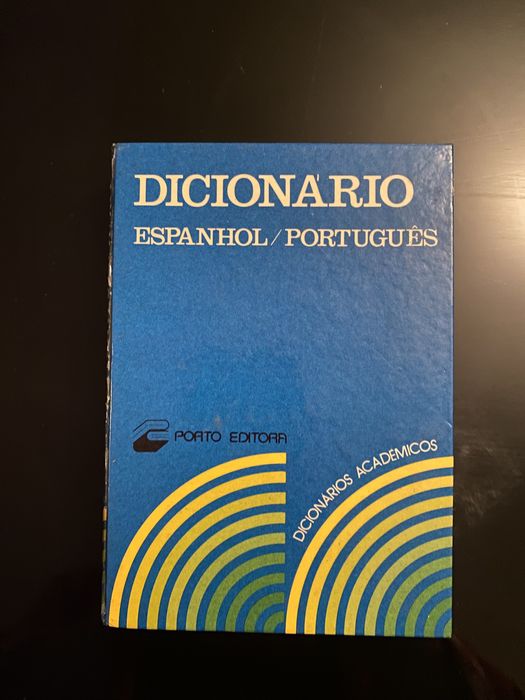 DICIONÁRIO
ESPANHOL/PORTUGUÊS
PORTO EDITORA
DICIONÁRIOS ACADÉMICOS